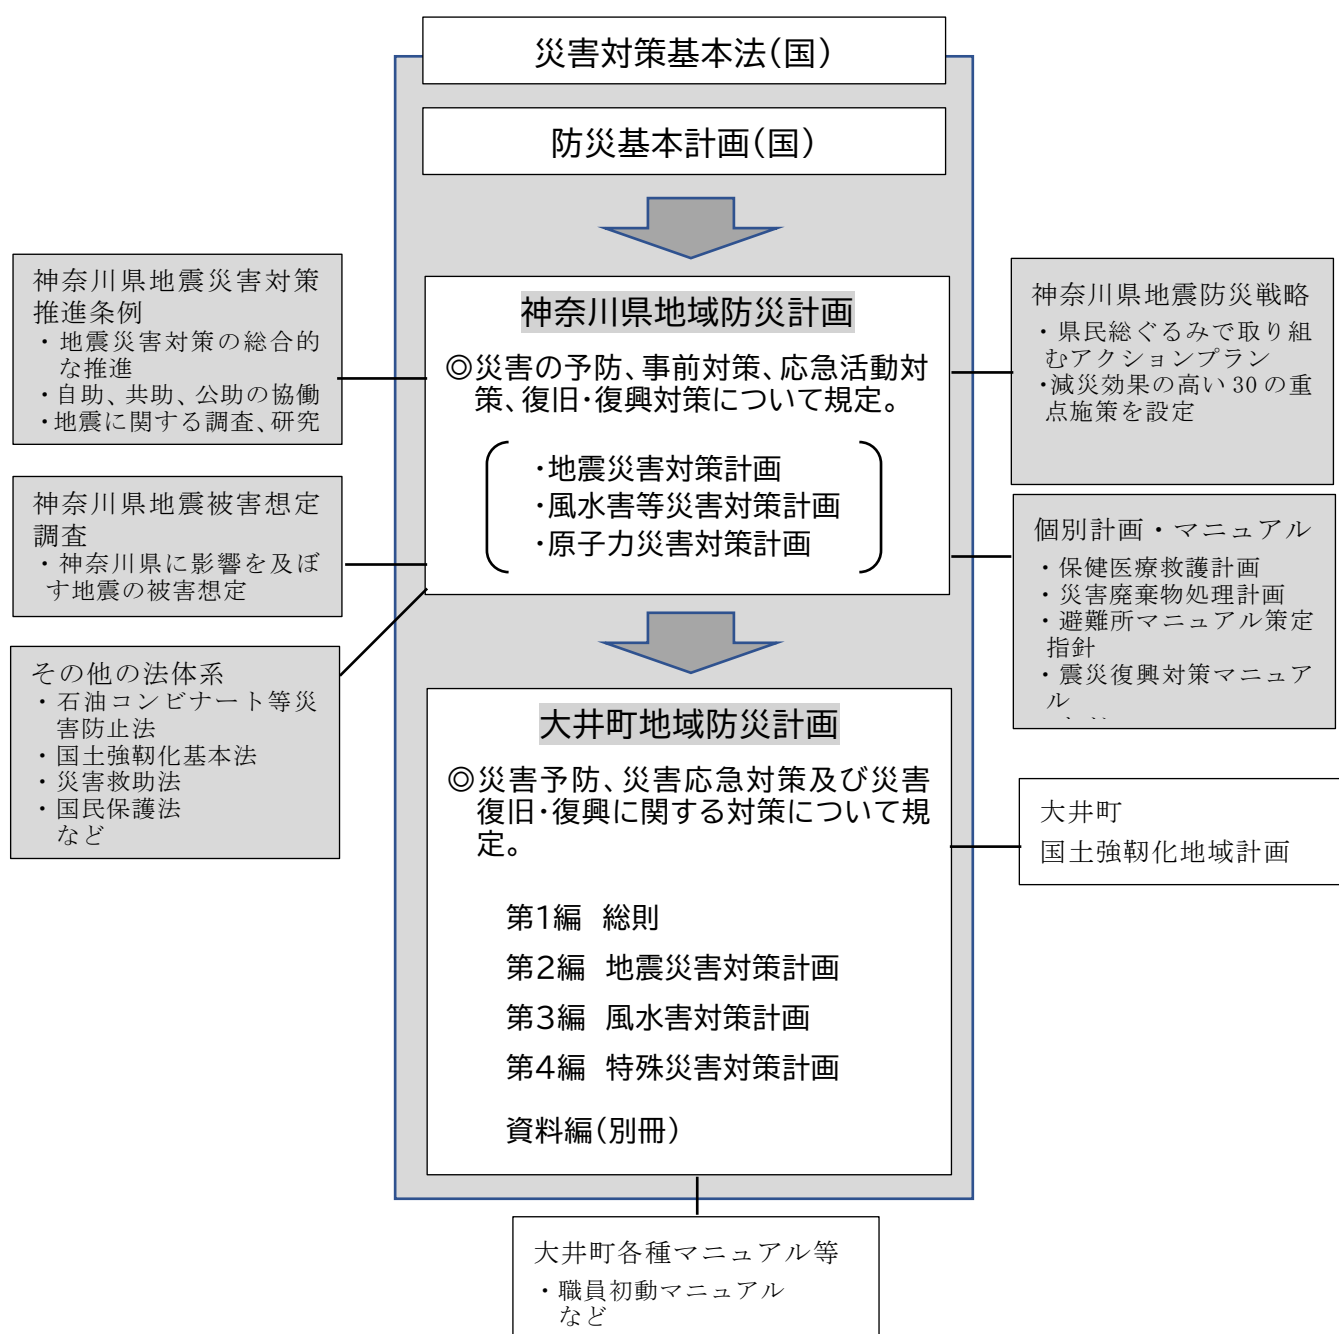 災害対策基本法(国)
防災基本計画(国)
神奈川県地震災害対策
推進条例
・地震災害対策の総合的
な推進
・自助、共助、公助の協働
・地震に関する調査、研究
神奈川県地震被害想定
調査
・神奈川県に影響を及ぼ
す地震の被害想定
その他の法体系
・石油コンビナート等災
害防止法
・国土強靭化基本法
・災害救助法
・国民保護法
など
神奈川県地域防災計画
◎災害の予防、事前対策、応急活動対
策、復旧・復興対策について規定。
・地震災害対策計画
・風水害等災害対策計画
・原子力災害対策計画
神奈川県地震防災戦略
・県民総ぐるみで取り組
むアクションプラン
・減災効果の高い30の重
点施策を設定
個別計画・マニュアル
・保健医療救護計画
・災害廃棄物処理計画
・避難所マニュアル策定
指針
・震災復興対策マニュア
ル
大井町地域防災計画
◎災害予防、災害応急対策及び災害
復旧・復興に関する対策について規
定。
第1編 総則
第2編 地震災害対策計画
第3編 風水害対策計画
第4編 特殊災害対策計画
資料編(別冊)
大井町
国土強靭化地域計画
大井町各種マニュアル等
・職員初動マニュアル
など